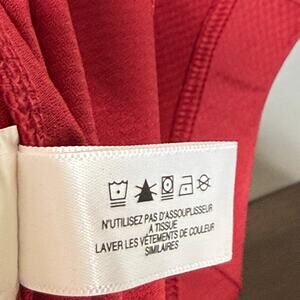 N'UTILISEZ PAS D'ASSOUPLISSEUR
À TISSUE
LAVER LES VÊTEMENTS DE COULEUR
SIMILAIRES